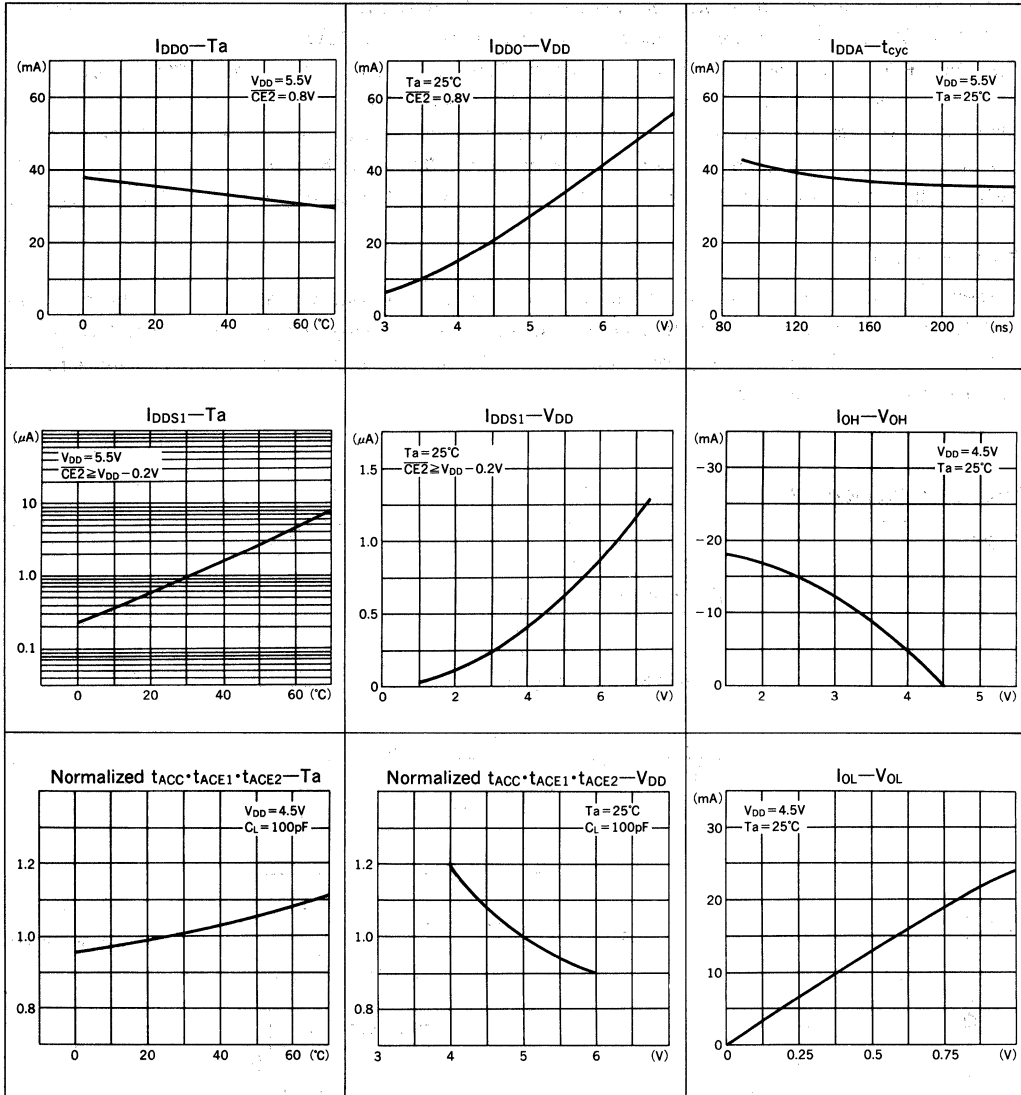 IDDO—Ta
(mA)
VDD=5.5V
CE2=0.8V
60
40
20
0
0 20 40 60 (°C)
IDDO—VDD
(mA)
Ta=25°C
CE2=0.8V
60
40
20
0
3 4 5 6 (V)
IDDA—tcyc
(mA)
VDD=5.5V
Ta=25°C
60
40
20
0
80 120 160 200 (ns)
IDDS1—Ta
(μA)
VDD=5.5V
CE2≧VDD−0.2V
10
1.0
0.1
0 20 40 60 (°C)
IDDS1—VDD
(μA)
Ta=25°C
CE2≧VDD−0.2V
1.5
1.0
0.5
0
0 2 4 6 (V)
IOH—VOH
(mA)
VDD=4.5V
Ta=25°C
−30
−20
−10
0
2 3 4 5 (V)
Normalized tACC•tACE1•tACE2—Ta
VDD=4.5V
CL=100pF
1.2
1.0
0.8
0 20 40 60 (°C)
Normalized tACC•tACE1•tACE2—VDD
Ta=25°C
CL=100pF
1.2
1.0
0.8
3 4 5 6 (V)
IOL—VOL
(mA)
VDD=4.5V
Ta=25°C
30
20
10
0
0 0.25 0.5 0.75 (V)